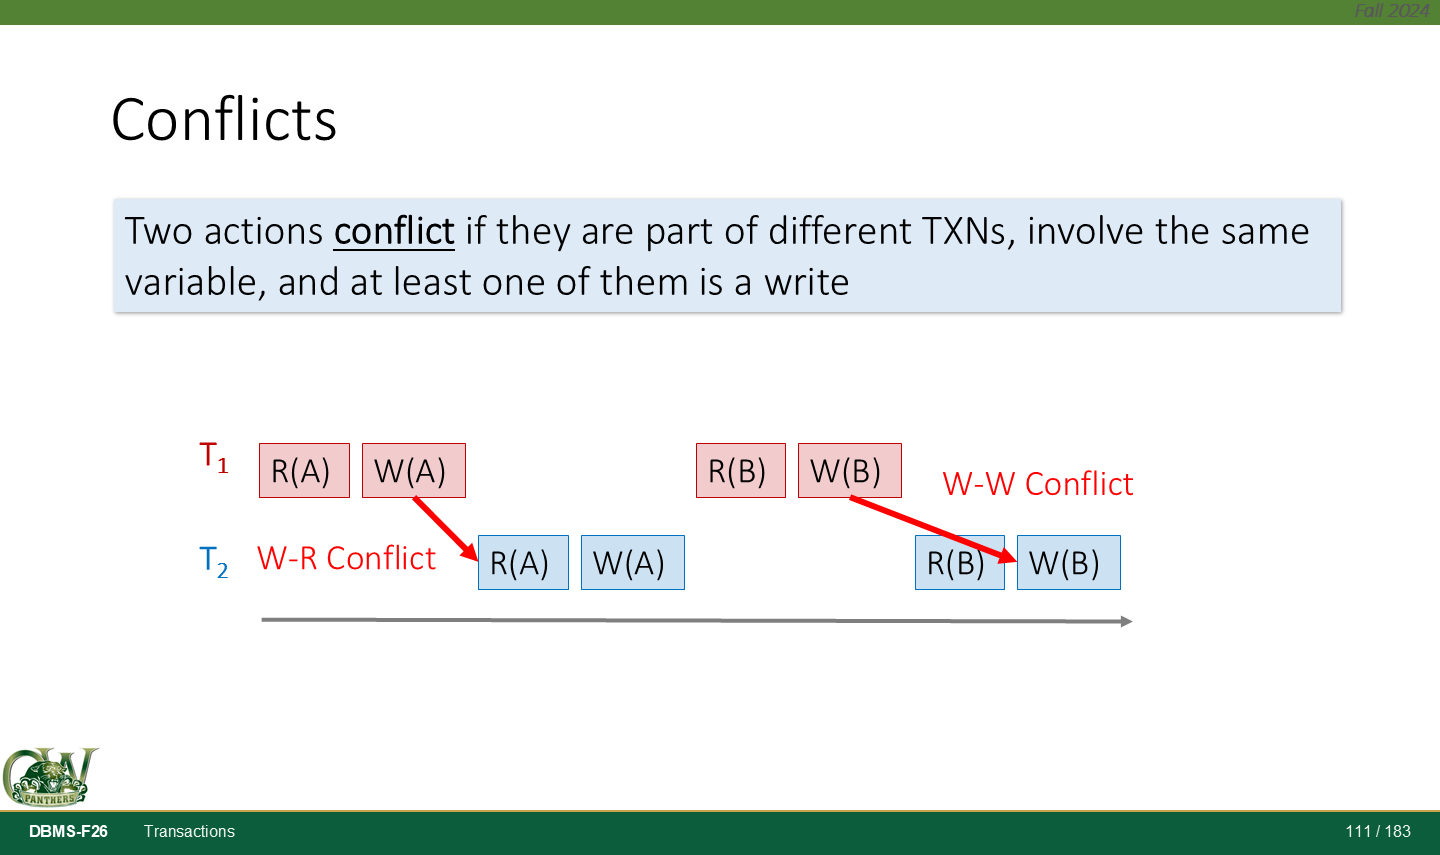 Fall 2024
Conflicts
Two actions conflict if they are part of different TXNs, involve the same
variable, and at least one of them is a write
T1 R(A) W(A) R(B) W(B) W-W Conflict
T2 W-R Conflict R(A) W(A) R(B) W(B)
PANTHERS
DBMS-F26 Transactions 111 / 183